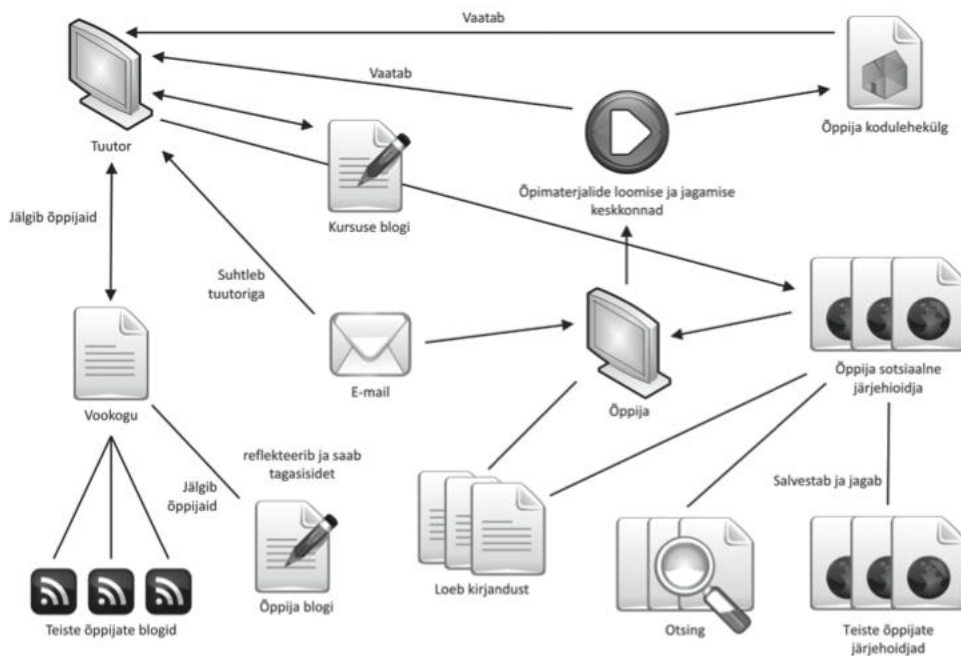 Vaatab
Vaatab
Tuutor
Õppija kodulehekülg
Õpimaterjalide loomise ja jagamise
keskkonnad
Kursuse blogi
Jälgib õppijaid
Suhtleb
tuutoriga
Vookogu
E-mail
Õppija
Õppija sotsiaalne
järjehioidja
reflekteerib ja saab
tagasisidet
Jälgib
õppijaid
Salvestab ja jagab
Loeb kirjandust
Õppija blogi
Teiste õppijate blogid
Otsing
Teiste õppijate
järjehoidjad